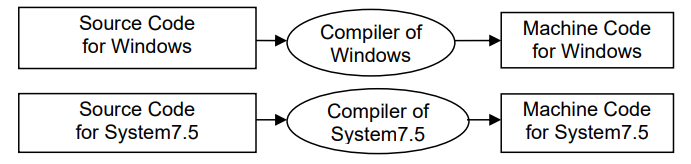 Source Code
for Windows
Compiler of
Windows
Machine Code
for Windows
Source Code
for System7.5
Compiler of
System7.5
Machine Code
for System7.5